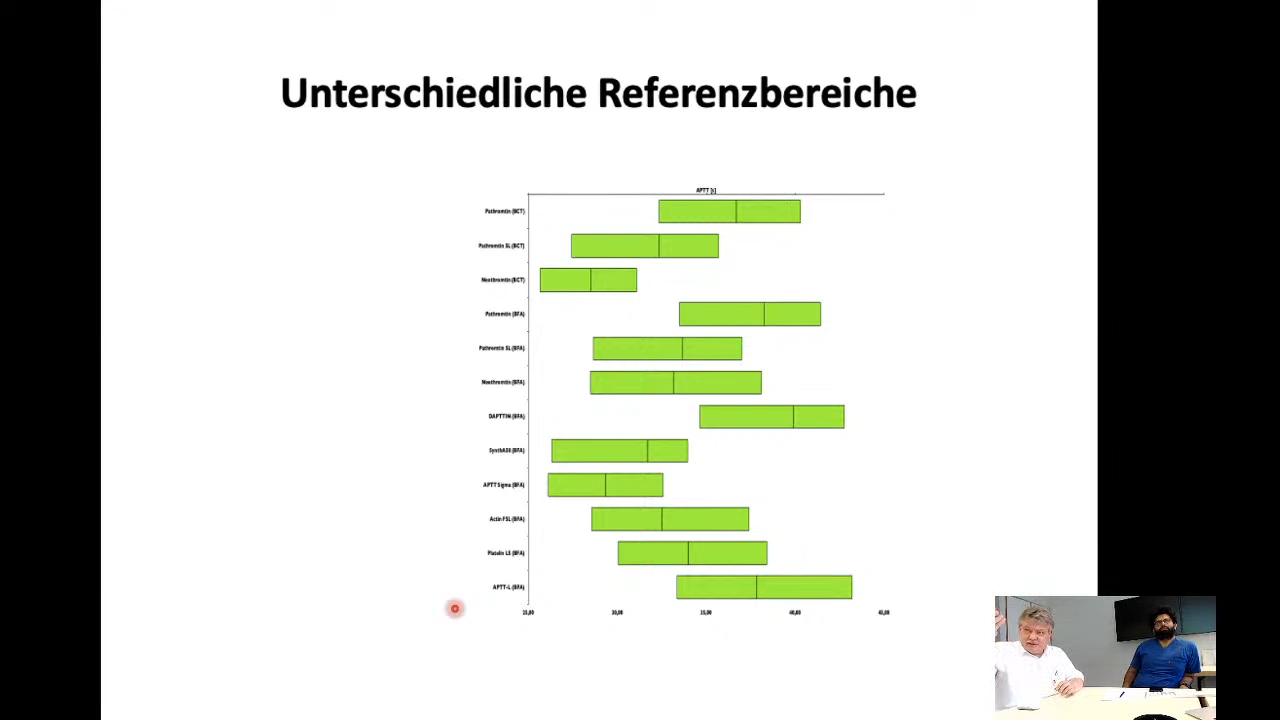 Unterschiedliche Referenzbereiche
APTT [s]
Pathromtin (BCT)
Pathromtin SL (BCT)
Neothromtin (BCT)
Pathromtin (BFA)
Pathromtin SL (BFA)
Neothromtin (BFA)
DAPTTIN (BFA)
SynthASil (BFA)
APTT Sigma (BFA)
Actin FSL (BFA)
Platelin LS (BFA)
APTT-L (BFA)
25,00 30,00 35,00 40,00 45,00